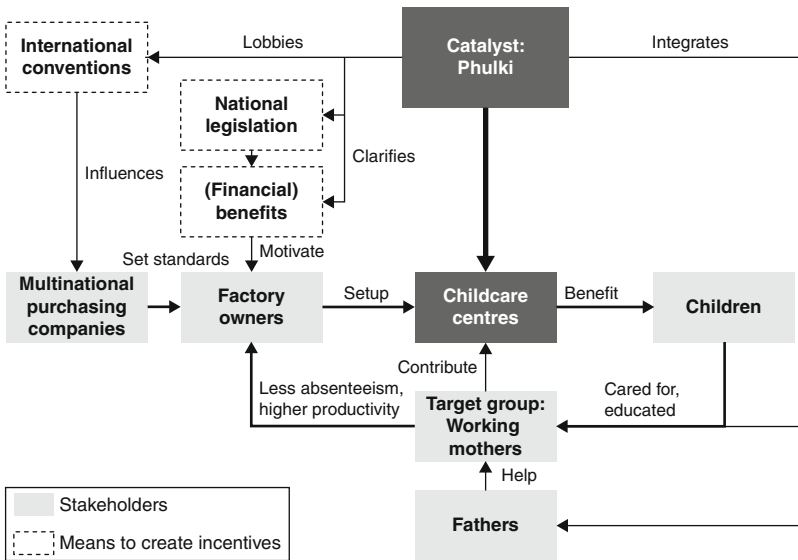 International
conventions
Lobbies
Catalyst:
Phulki
Integrates
National
legislation
Clarifies
Influences
(Financial)
benefits
Set standards
Motivate
Multinational
purchasing
companies
Factory
owners
Setup
Childcare
centres
Benefit
Children
Contribute
Less absenteeism,
higher productivity
Target group:
Working
mothers
Cared for,
educated
Help
Fathers
Stakeholders
Means to create incentives